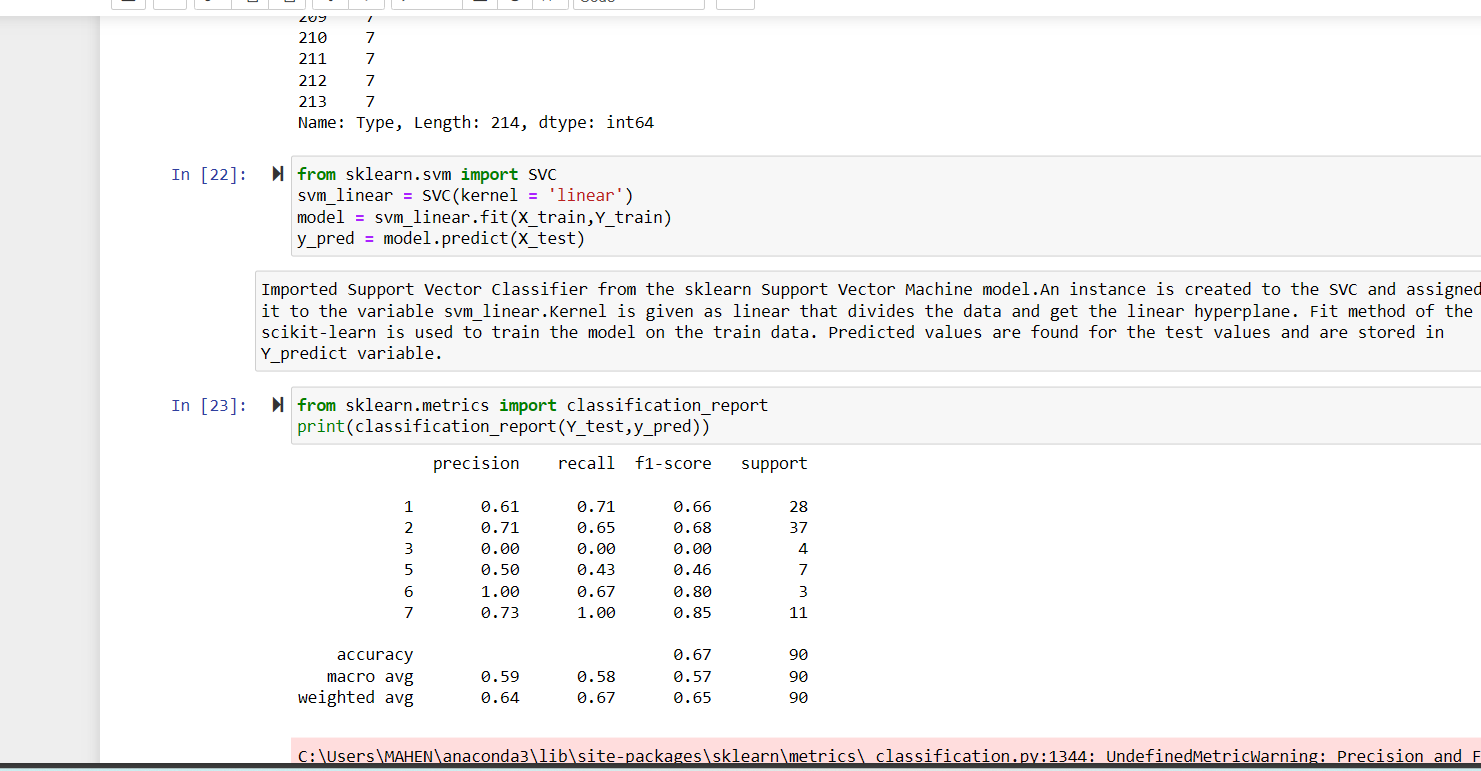 209 7
210 7
211 7
212 7
213 7
Name: Type, Length: 214, dtype: int64
In [22]:
from sklearn.svm import SVC
svm_linear = SVC(kernel = 'linear')
model = svm_linear.fit(X_train,Y_train)
y_pred = model.predict(X_test)
Imported Support Vector Classifier from the sklearn Support Vector Machine model.An instance is created to the SVC and assigned
it to the variable svm_linear.Kernel is given as linear that divides the data and get the linear hyperplane. Fit method of the
scikit-learn is used to train the model on the train data. Predicted values are found for the test values and are stored in
Y_predict variable.
In [23]:
from sklearn.metrics import classification_report
print(classification_report(Y_test,y_pred))
precision recall f1-score support
1 0.61 0.71 0.66 28
2 0.71 0.65 0.68 37
3 0.00 0.00 0.00 4
5 0.50 0.43 0.46 7
6 1.00 0.67 0.80 3
7 0.73 1.00 0.85 11
accuracy 0.67 90
macro avg 0.59 0.58 0.57 90
weighted avg 0.64 0.67 0.65 90
C:\Users\MAHEN\anaconda3\lib\site-packages\sklearn\metrics\_classification.py:1344: UndefinedMetricWarning: Precision and F